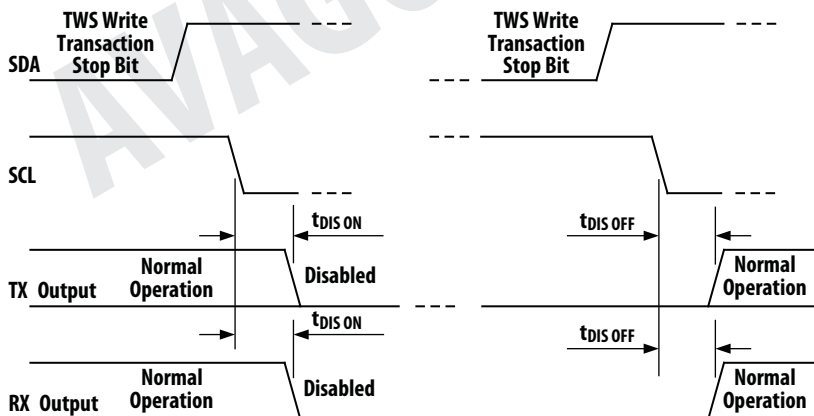 TWS Write
Transaction
Stop Bit
SDA
TWS Write
Transaction
Stop Bit
SCL
tDIS ON
tDIS OFF
TX Output
Normal
Operation
Disabled
Normal
Operation
tDIS ON
tDIS OFF
RX Output
Normal
Operation
Disabled
Normal
Operation